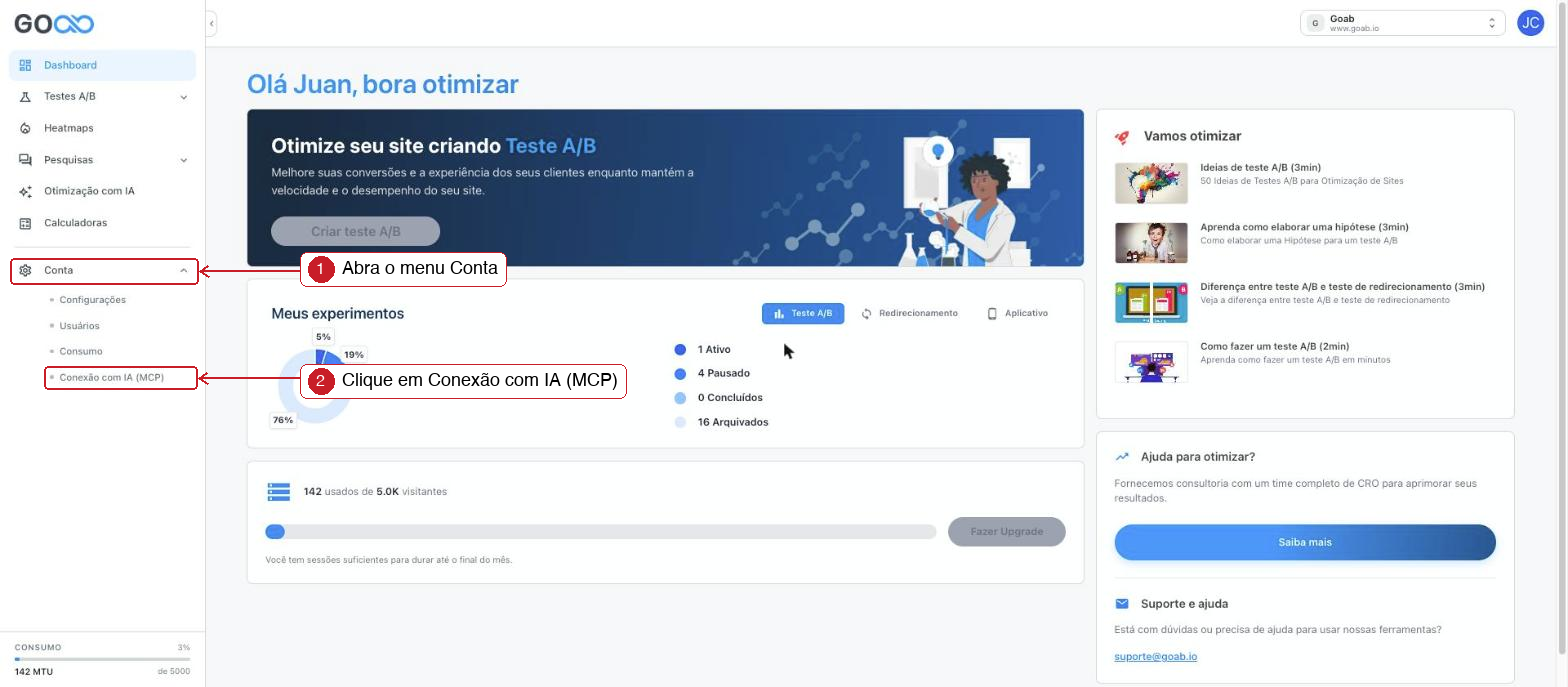 GO
Dashboard
Testes A/B
Heatmaps
Pesquisas
Otimização com IA
Calculadoras
Conta
Configurações
Usuários
Consumo
Conexão com IA (MCP)
CONSUMO
3%
142 MTU
de 5000
G
Goab
www.goab.io
JC
Olá Juan, bora otimizar
Otimize seu site criando Teste A/B
Melhore suas conversões e a experiência dos seus clientes enquanto mantém a
velocidade e o desempenho do seu site.
Criar teste A/B
1 Abra o menu Conta
Meus experimentos
Teste A/B
Redirecionamento
Aplicativo
5%
19%
76%
2 Clique em Conexão com IA (MCP)
1 Ativo
4 Pausado
0 Concluídos
16 Arquivados
142 usados de 5.0K visitantes
Fazer Upgrade
Você tem sessões suficientes para durar até o final do mês.
Vamos otimizar
Ideias de teste A/B (3min)
50 Ideias de Testes A/B para Otimização de Sites
Aprenda como elaborar uma hipótese (3min)
Como elaborar uma Hipótese para um teste A/B
A
B
Diferença entre teste A/B e teste de redirecionamento (3min)
Veja a diferença entre teste A/B e teste de redirecionamento
Como fazer um teste A/B (2min)
Aprenda como fazer um teste A/B em minutos
Ajuda para otimizar?
Fornecemos consultoria com um time completo de CRO para aprimorar seus
resultados.
Saiba mais
Suporte e ajuda
Está com dúvidas ou precisa de ajuda para usar nossas ferramentas?
suporte@goab.io